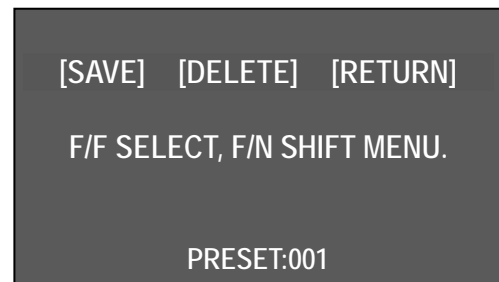 [SAVE] [DELETE] [RETURN]
F/F SELECT, F/N SHIFT MENU.
PRESET:001